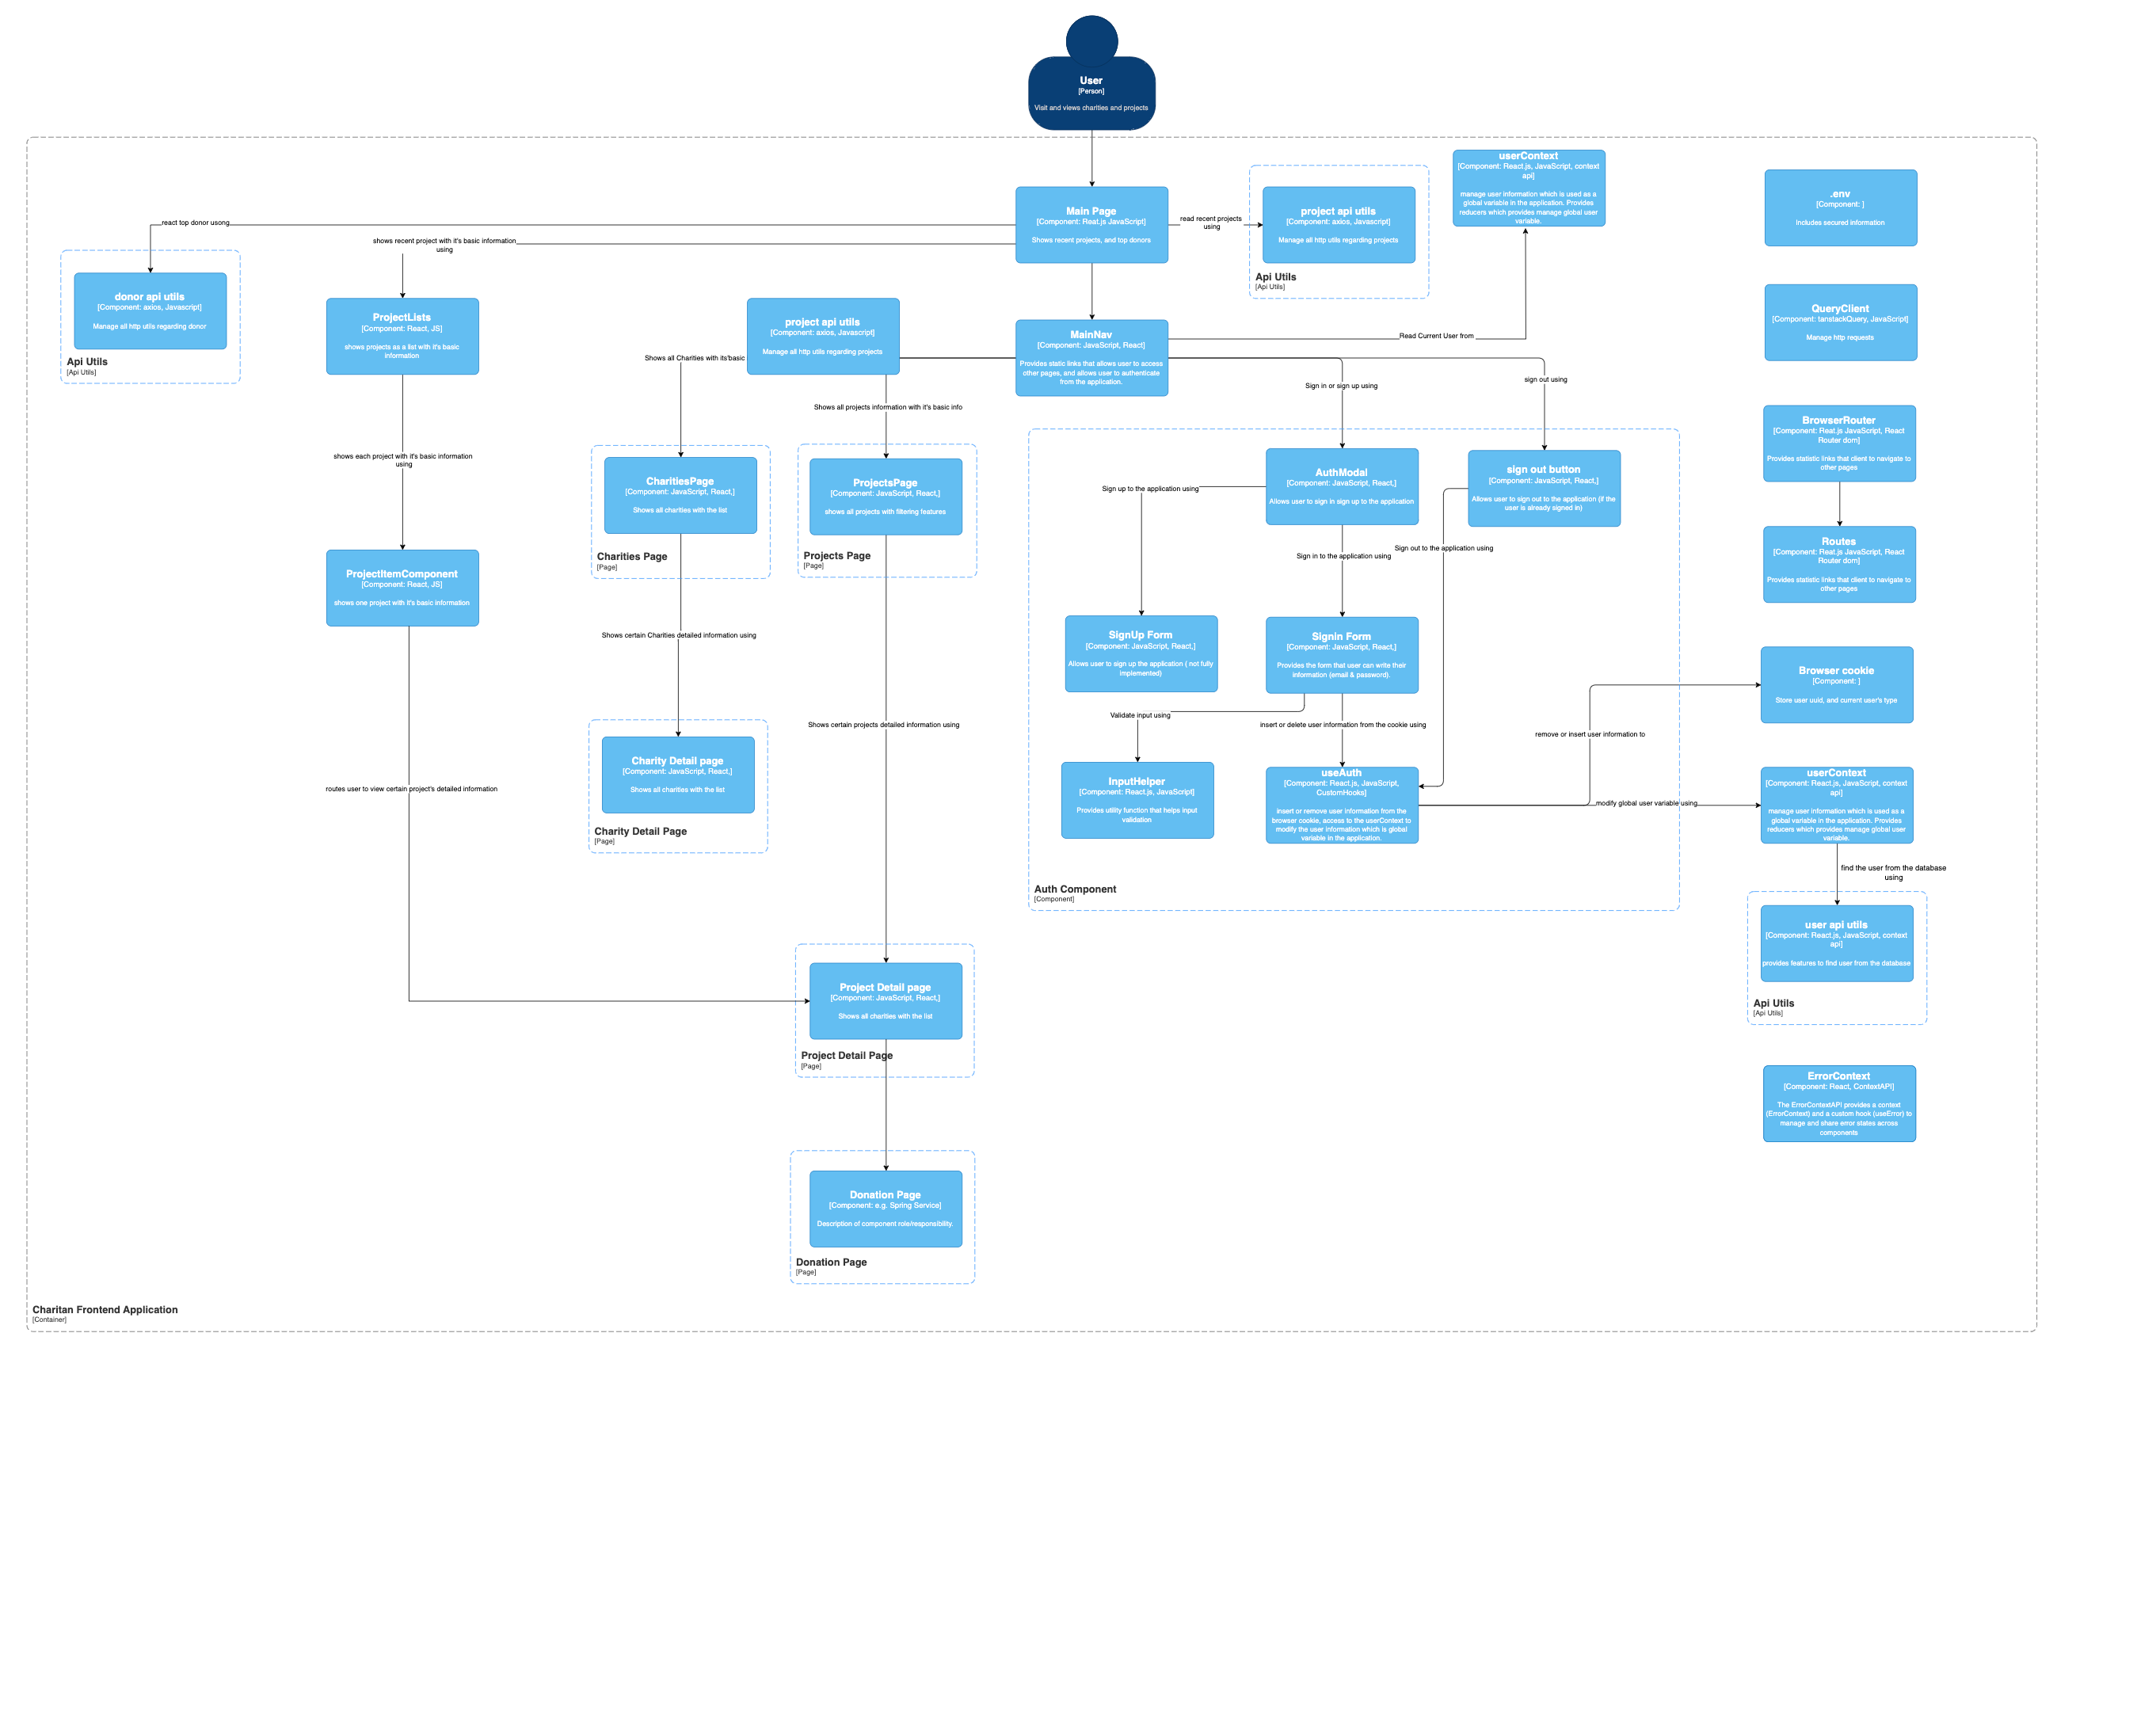 User
[Person]
Visit and views charities and projects
Main Page
[Component: Reat.js JavaScript]
Shows recent projects, and top donors
read recent projects
using
project api utils
[Component: axios, Javascript]
Manage all http utils regarding projects
Api Utils
[Api Utils]
userContext
[Component: React.js, JavaScript, context
api]
manage user information which is used as a
global variable in the application. Provides
reducers which provides manage global user
variable.
.env
[Component: ]
Includes secured information
react top donor usong
shows recent project with it's basic information
using
donor api utils
[Component: axios, Javascript]
Manage all http utils regarding donor
Api Utils
[Api Utils]
ProjectLists
[Component: React, JS]
shows projects as a list with it's basic
information
project api utils
[Component: axios, Javascript]
Manage all http utils regarding projects
MainNav
[Component: JavaScript, React]
Provides static links that allows user to access
other pages, and allows user to authenticate
from the application.
Read Current User from
QueryClient
[Component: tanstackQuery, JavaScript]
Manage http requests
Shows all Charities with its'basic
Shows all projects information with it's basic info
Sign in or sign up using
sign out using
BrowserRouter
[Component: Reat.js JavaScript, React
Router dom]
Provides statistic links that client to navigate to
other pages
shows each project with it's basic information
using
CharitiesPage
[Component: JavaScript, React,]
Shows all charities with the list
Charities Page
[Page]
ProjectsPage
[Component: JavaScript, React,]
shows all projects with filtering features
Projects Page
[Page]
AuthModal
[Component: JavaScript, React,]
Allows user to sign in sign up to the application
sign out button
[Component: JavaScript, React,]
Allows user to sign out to the application (if the
user is already signed in)
Sign up to the application using
Sign in to the application using
Sign out to the application using
Routes
[Component: Reat.js JavaScript, React
Router dom]
Provides statistic links that client to navigate to
other pages
ProjectItemComponent
[Component: React, JS]
shows one project with it's basic information
Shows certain Charities detailed information using
SignUp Form
[Component: JavaScript, React,]
Allows user to sign up the application ( not fully
implemented)
Signin Form
[Component: JavaScript, React,]
Provides the form that user can write their
information (email & password).
Browser cookie
[Component: ]
Store user uuid, and current user's type
Validate input using
insert or delete user information from the cookie using
remove or insert user information to
Shows certain projects detailed information using
Charity Detail page
[Component: JavaScript, React,]
Shows all charities with the list
Charity Detail Page
[Page]
routes user to view certain project's detailed information
InputHelper
[Component: React.js, JavaScript]
Provides utility function that helps input
validation
useAuth
[Component: React.js, JavaScript,
CustomHooks]
insert or remove user information from the
browser cookie, access to the userContext to
modify the user information which is global
variable in the application.
modify global user variable using
userContext
[Component: React.js, JavaScript, context
api]
manage user information which is used as a
global variable in the application. Provides
reducers which provides manage global user
variable.
find the user from the database
using
Auth Component
[Component]
user api utils
[Component: React.js, JavaScript, context
api]
provides features to find user from the database
Api Utils
[Api Utils]
Project Detail page
[Component: JavaScript, React,]
Shows all charities with the list
Project Detail Page
[Page]
ErrorContext
[Component: React, ContextAPI]
The ErrorContextAPI provides a context
(ErrorContext) and a custom hook (useError) to
manage and share error states across
components
Donation Page
[Component: e.g. Spring Service]
Description of component role/responsibility.
Donation Page
[Page]
Charitan Frontend Application
[Container]